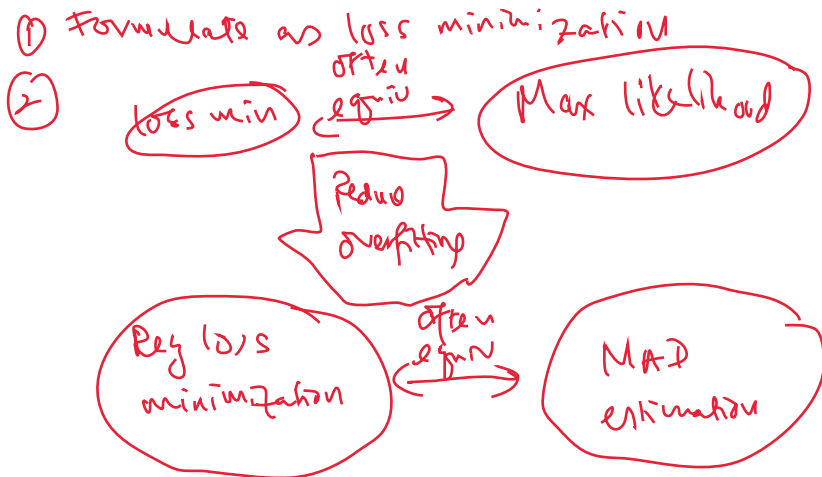 ① Formulate as loss minimization
②
loss min
often
equiv
Max likelihood
Reduce
overfitting
Reg loss
minimization
often
equiv
MAP
estimation